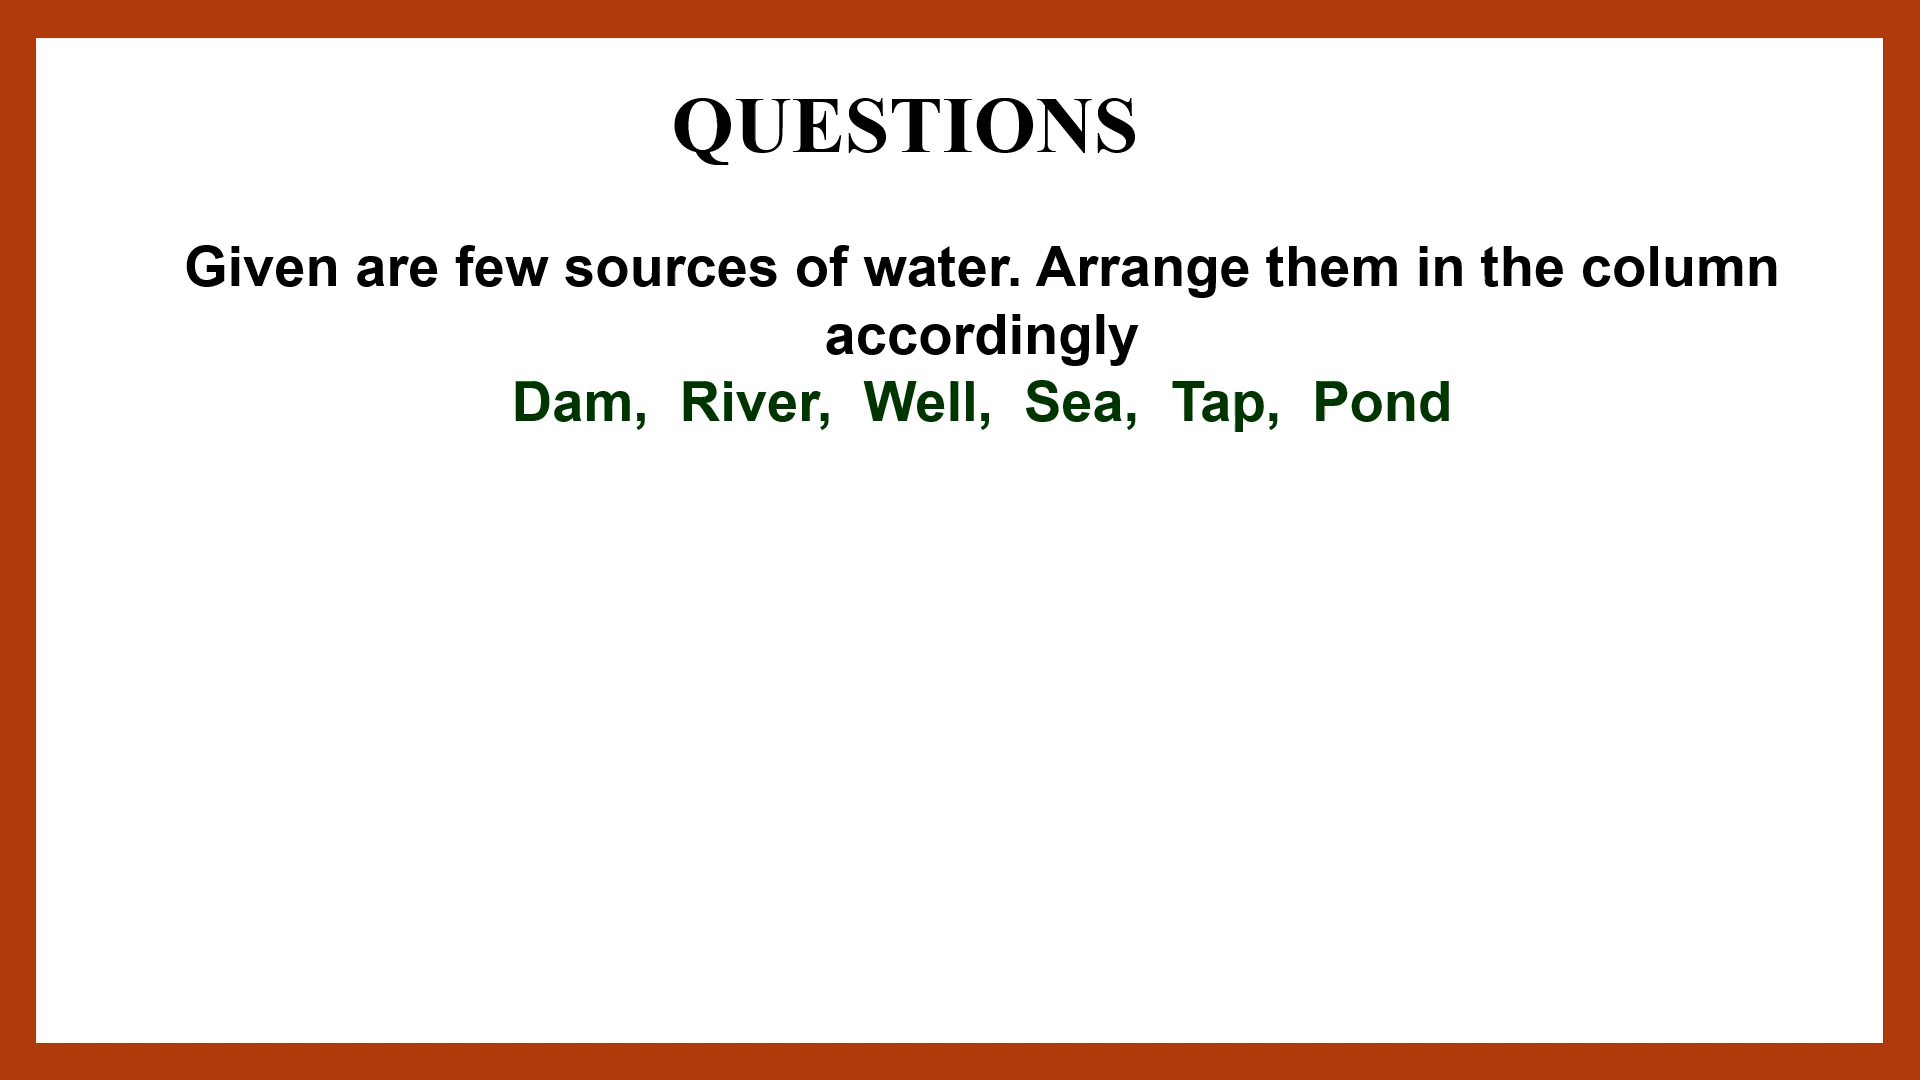 QUESTIONS
Given are few sources of water. Arrange them in the column
accordingly
Dam, River, Well, Sea, Tap, Pond